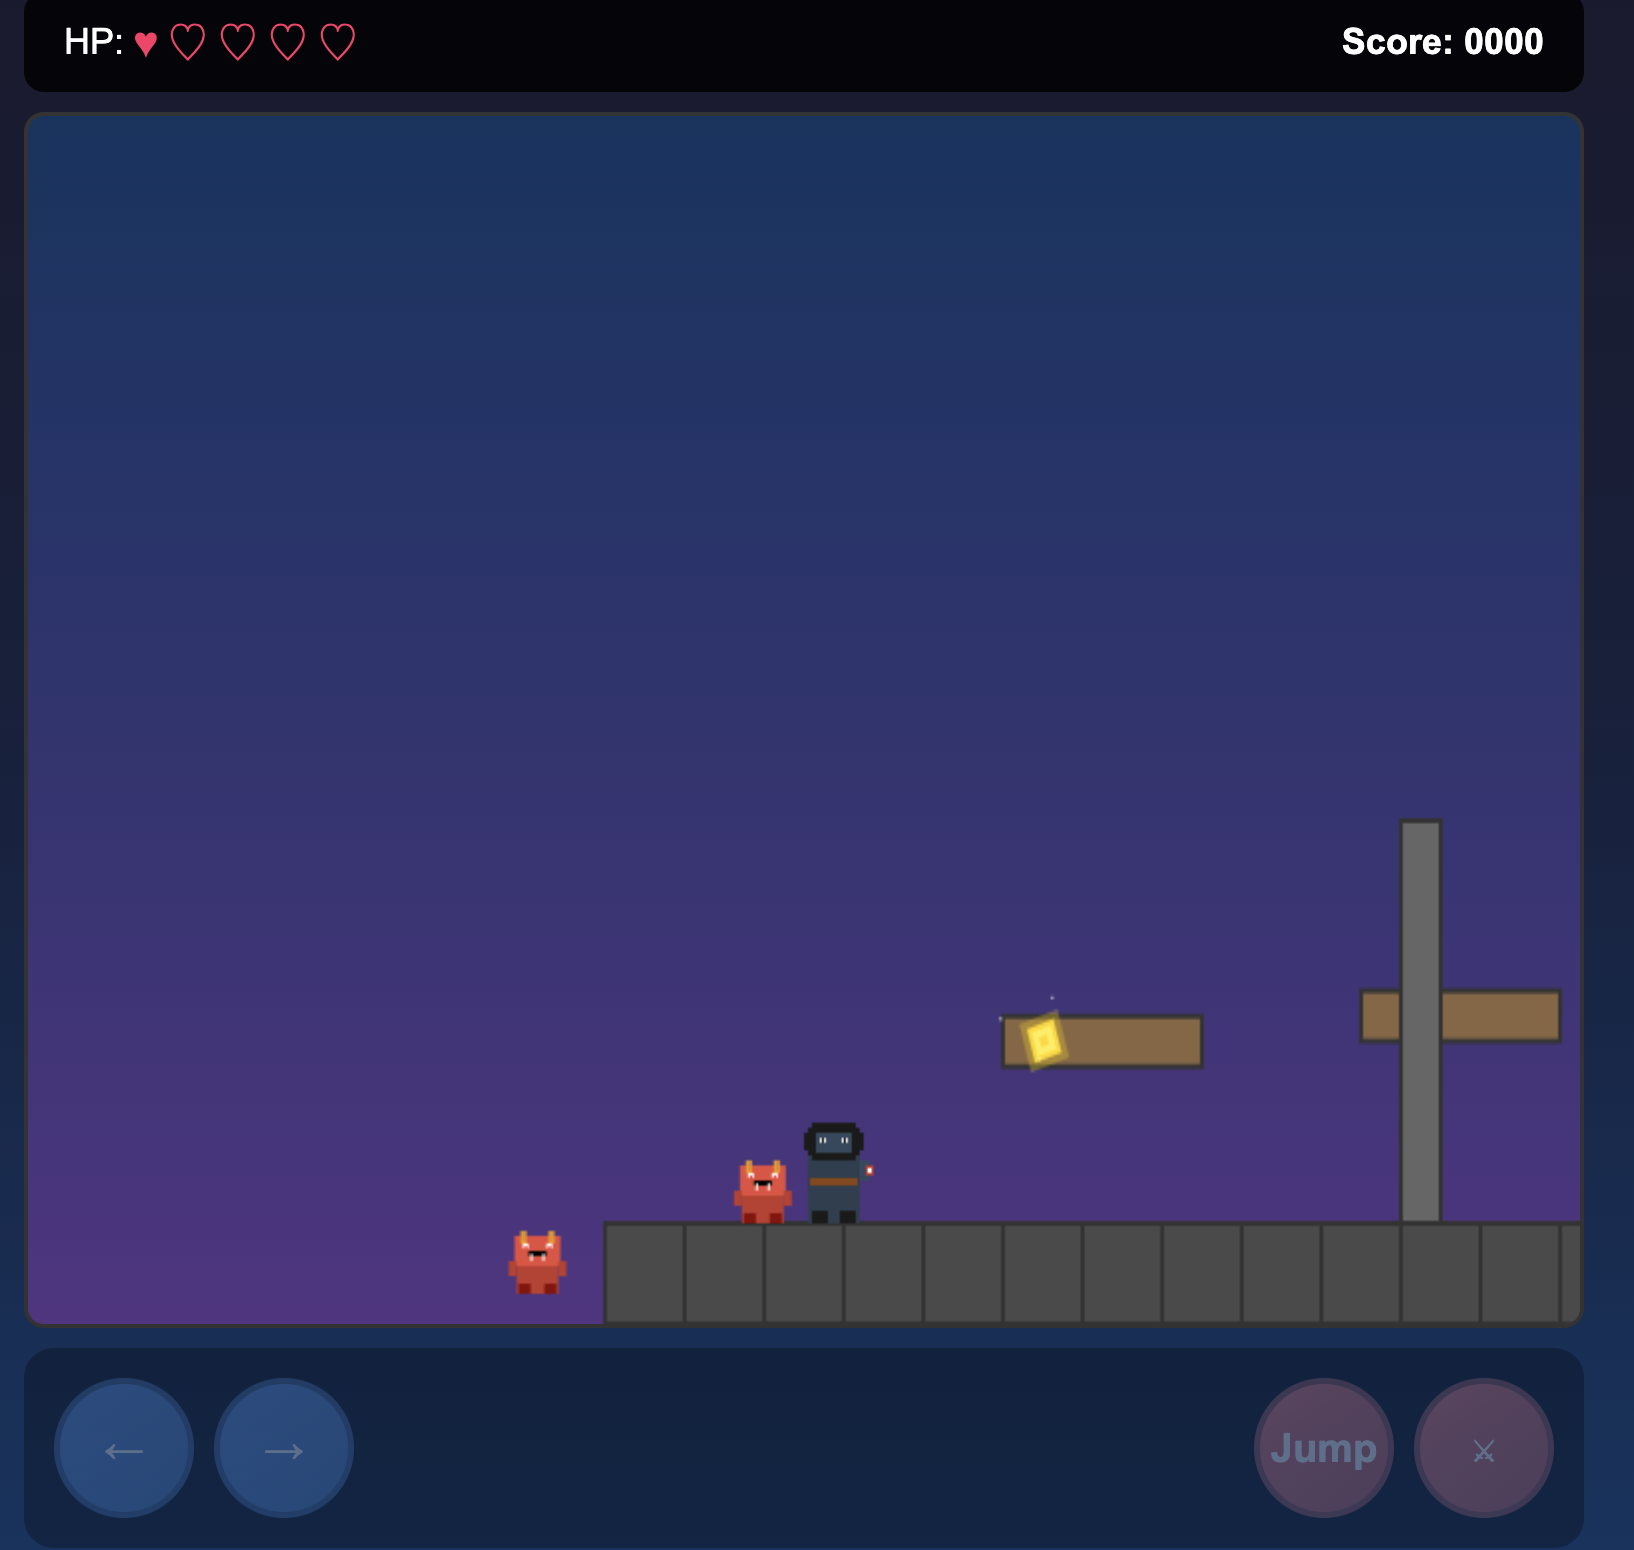 HP: ♥ ♡ ♡ ♡ ♡
Score: 0000
← → Jump ⚔